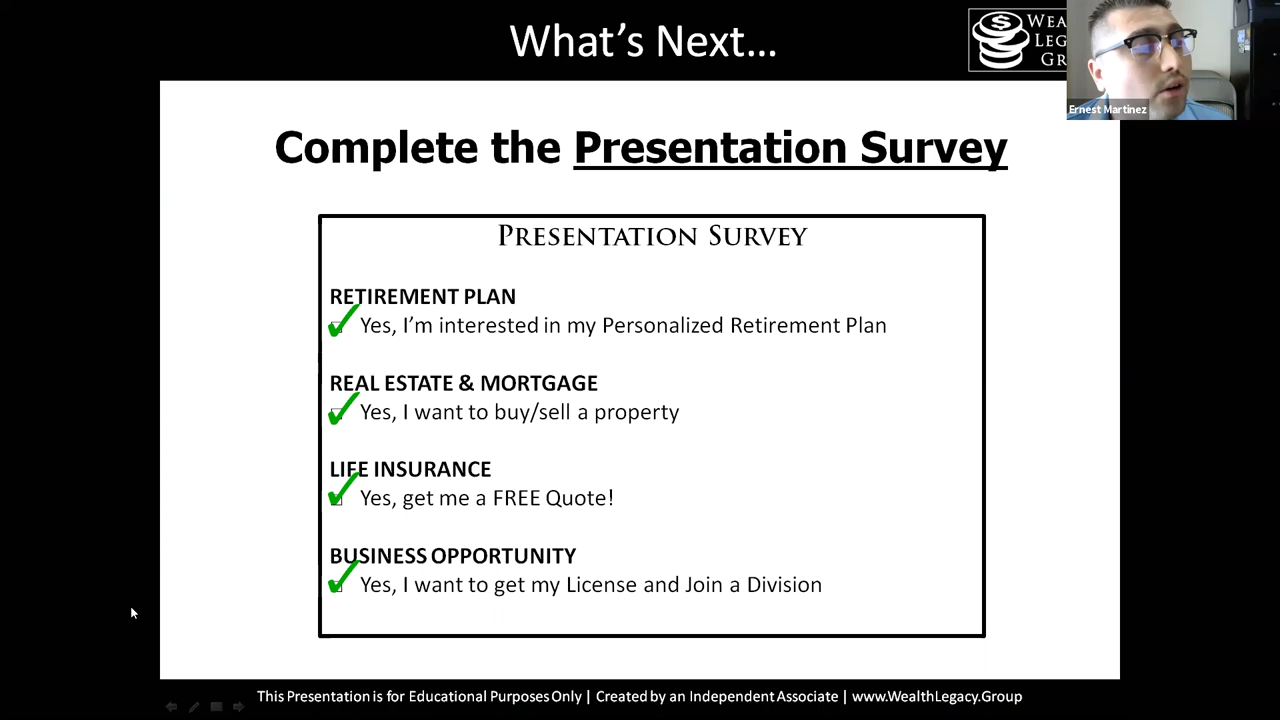 What's Next...
Ernest Martinez
Complete the Presentation Survey
PRESENTATION SURVEY
RETIREMENT PLAN
Yes, I'm interested in my Personalized Retirement Plan
REAL ESTATE & MORTGAGE
Yes, I want to buy/sell a property
LIFE INSURANCE
Yes, get me a FREE Quote!
BUSINESS OPPORTUNITY
Yes, I want to get my License and Join a Division
This Presentation is for Educational Purposes Only | Created by an Independent Associate | www.WealthLegacy.Group